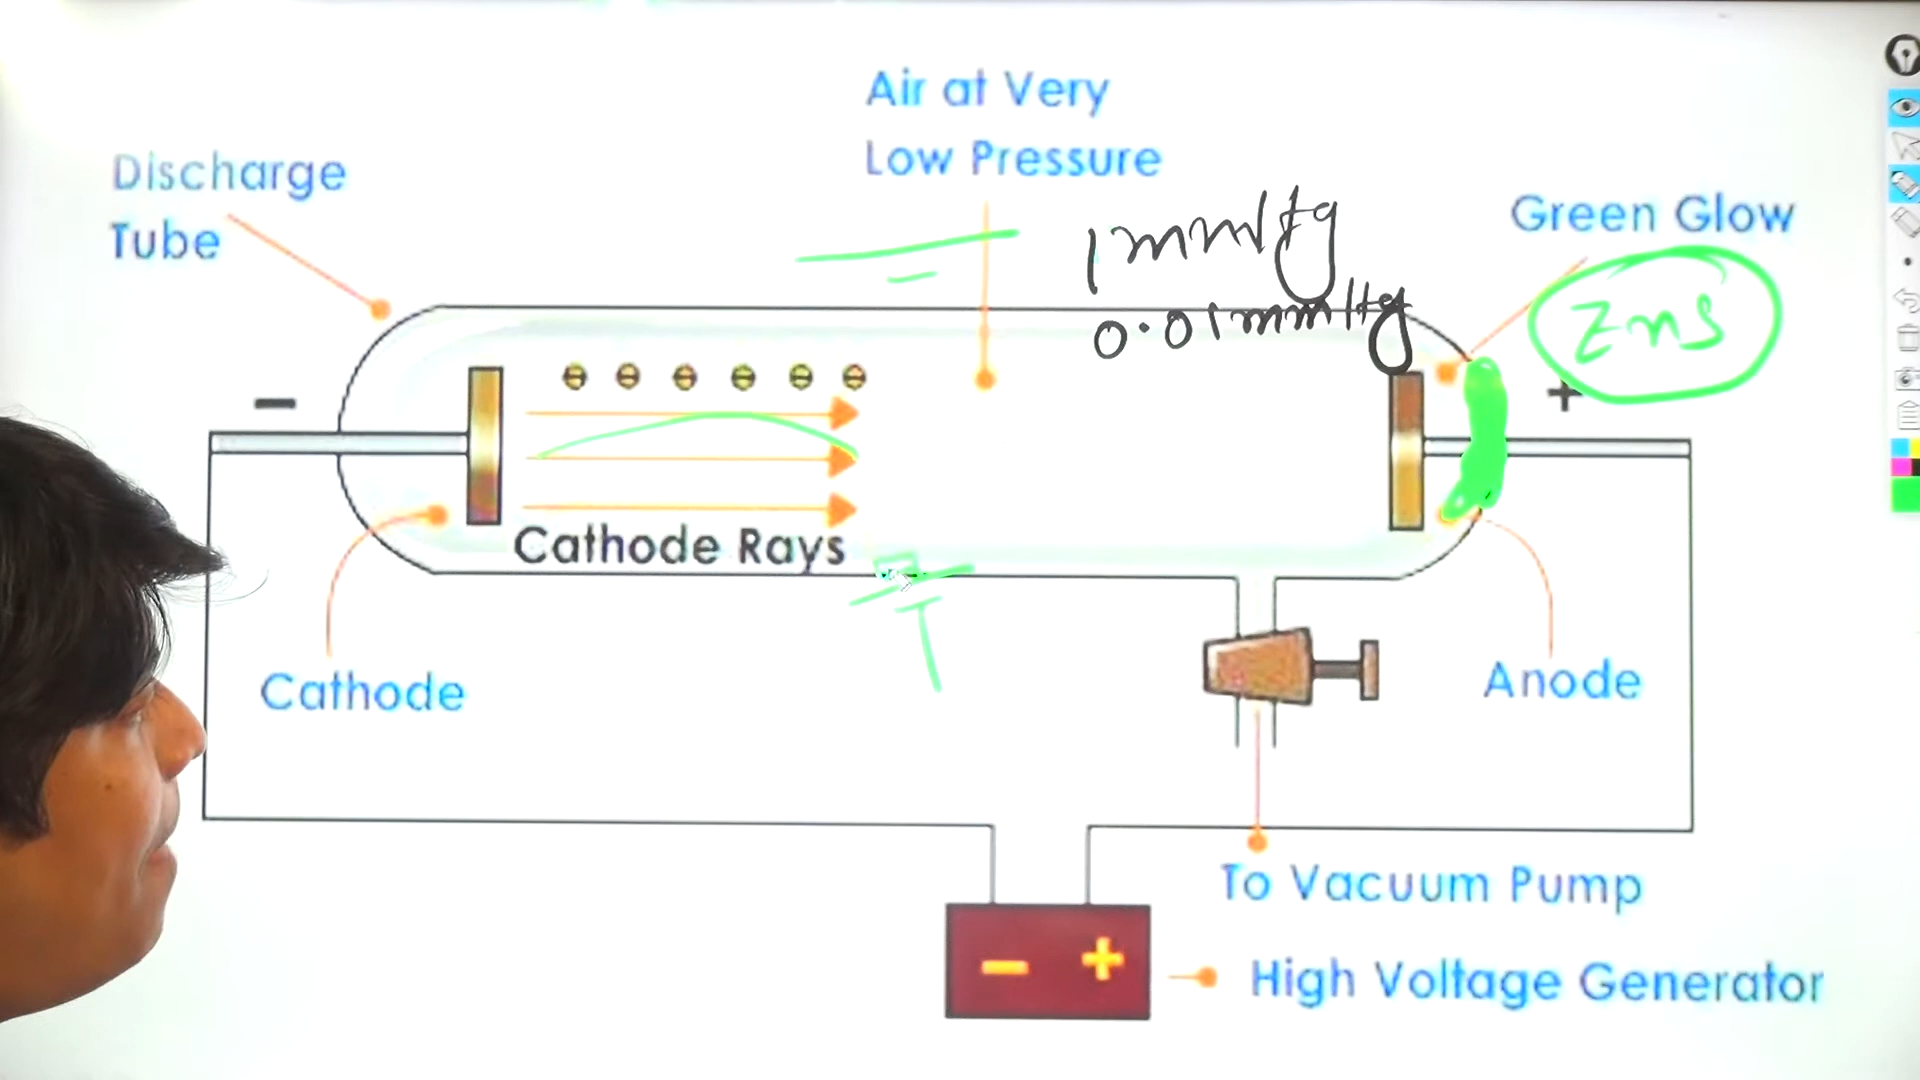 Air at Very
Low Pressure
Discharge
Tube
1mmHg
0.01mmHg
Green Glow
ZnS
−
+
Cathode Rays
Cathode
Anode
To Vacuum Pump
− +
High Voltage Generator